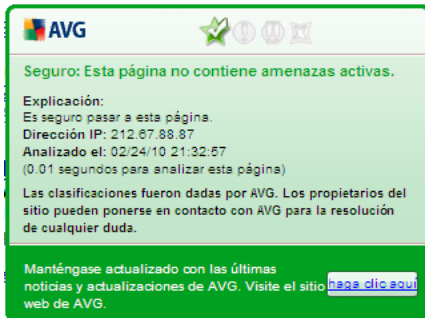 AVG
Seguro: Esta página no contiene amenazas activas.
Explicación:
Es seguro pasar a esta página.
Dirección IP: 212.67.88.87
Analizado el: 02/24/10 21:32:57
(0.01 segundos para analizar esta página)
Las clasificaciones fueron dadas por AVG. Los propietarios del
sitio pueden ponerse en contacto con AVG para la resolución
de cualquier duda.
Manténgase actualizado con las últimas
noticias y actualizaciones de AVG. Visite el sitio haga clic aquí
web de AVG.